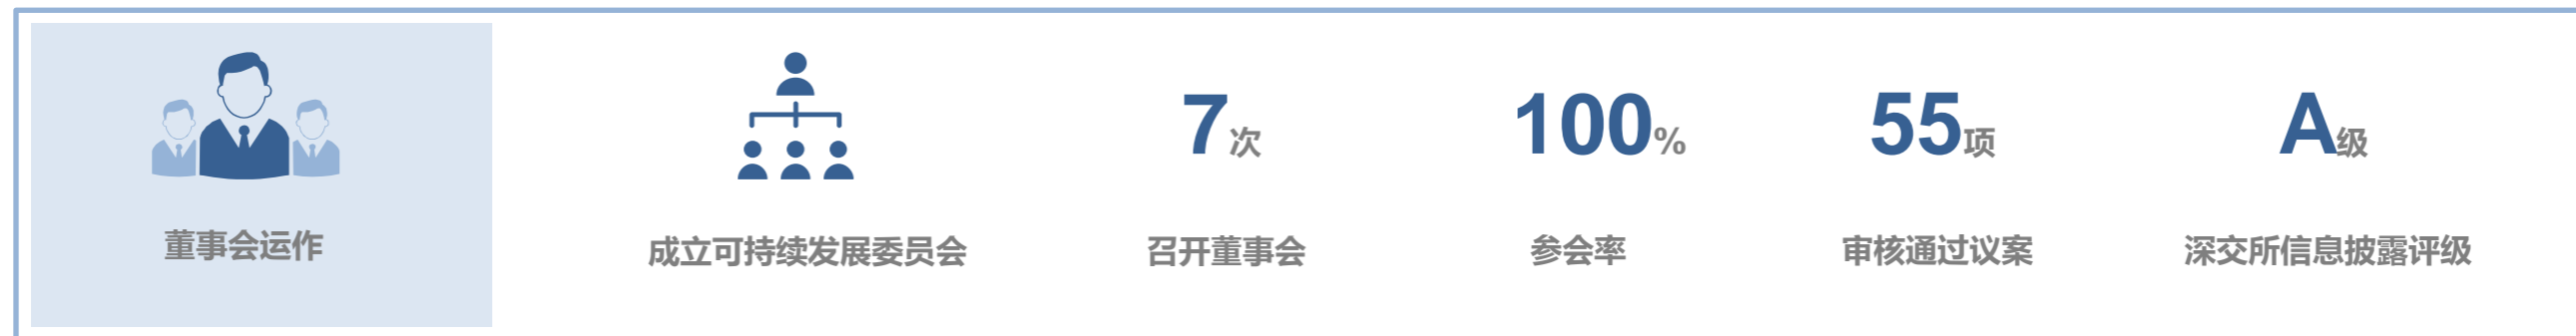 董事会运作
成立可持续发展委员会
7次
召开董事会
100%
参会率
55项
审核通过议案
A级
深交所信息披露评级